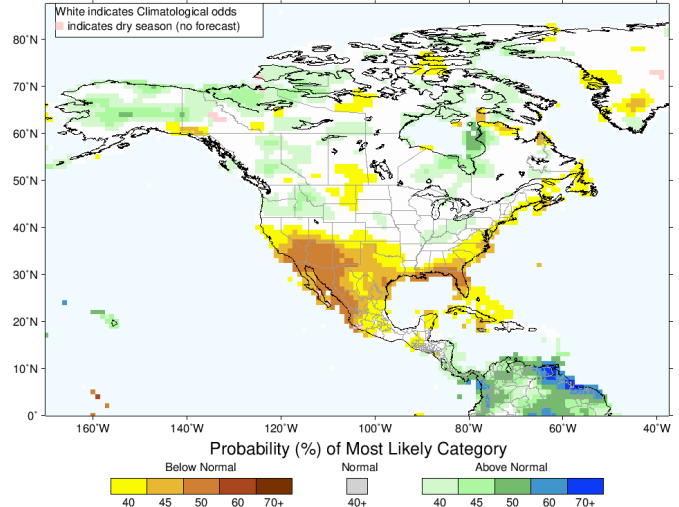 White indicates Climatological odds
indicates dry season (no forecast)
80°N
70°N
60°N
50°N
40°N
30°N
20°N
10°N
0°
160°W 140°W 120°W 100°W 80°W 60°W 40°W
Probability (%) of Most Likely Category
Below Normal Normal Above Normal
40 45 50 60 70+ 40+ 40 45 50 60 70+